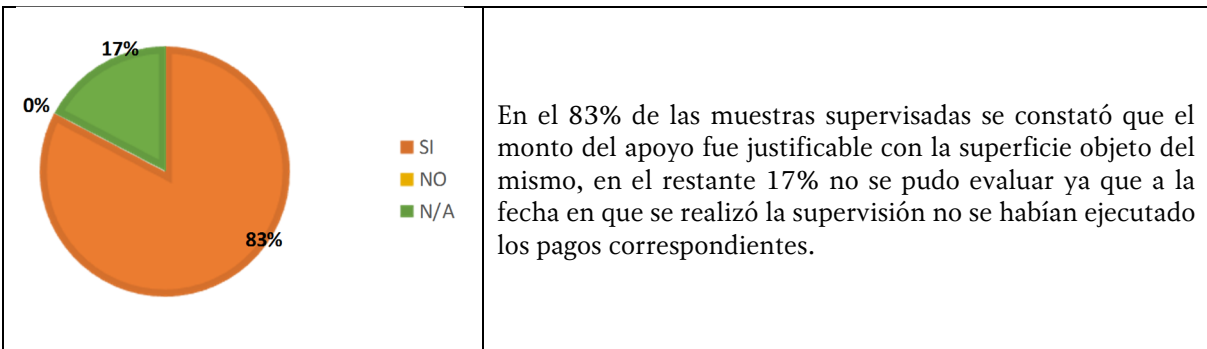 17%
0%
SI
NO
N/A
83%
En el 83% de las muestras supervisadas se constató que el
monto del apoyo fue justificable con la superficie objeto del
mismo, en el restante 17% no se pudo evaluar ya que a la
fecha en que se realizó la supervisión no se habían ejecutado
los pagos correspondientes.